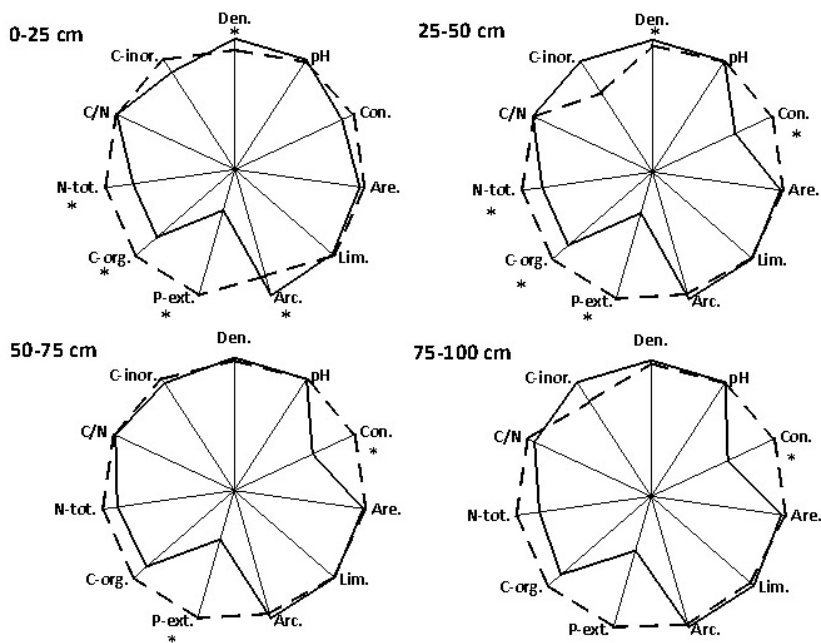 0-25 cm
Den.
*
C-inor.
pH
C/N
Con.
N-tot.
*
Are.
C-org.
*
Lim.
P-ext.
*
Arc.
*
25-50 cm
Den.
*
C-inor.
pH
C/N
Con.
*
N-tot.
*
Are.
C-org.
*
Lim.
P-ext.
*
Arc.
50-75 cm
Den.
C-inor.
pH
C/N
Con.
*
N-tot.
Are.
C-org.
Lim.
P-ext.
*
Arc.
75-100 cm
Den.
C-inor.
pH
C/N
Con.
*
N-tot.
Are.
C-org.
Lim.
P-ext.
Arc.